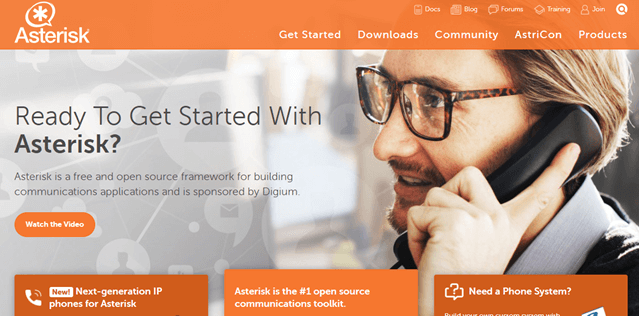 Docs Blog Forums Training Join
Asterisk
Get Started Downloads Community AstriCon Products
Ready To Get Started With
Asterisk?
Asterisk is a free and open source framework for building
communications applications and is sponsored by Digium.
Watch the Video
New! Next-generation IP
phones for Asterisk
Asterisk is the #1 open source
communications toolkit.
Need a Phone System?